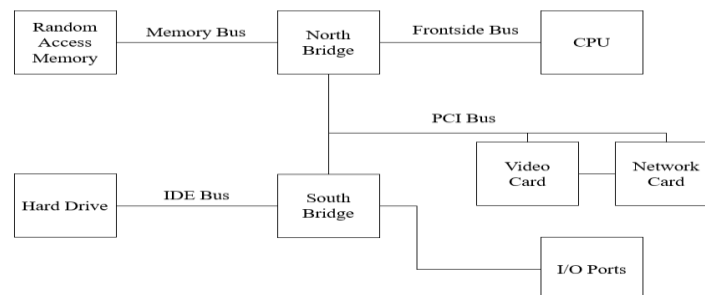 Random
Access
Memory
Memory Bus
North
Bridge
Frontside Bus
CPU
PCI Bus
Video
Card
Network
Card
Hard Drive
IDE Bus
South
Bridge
I/O Ports